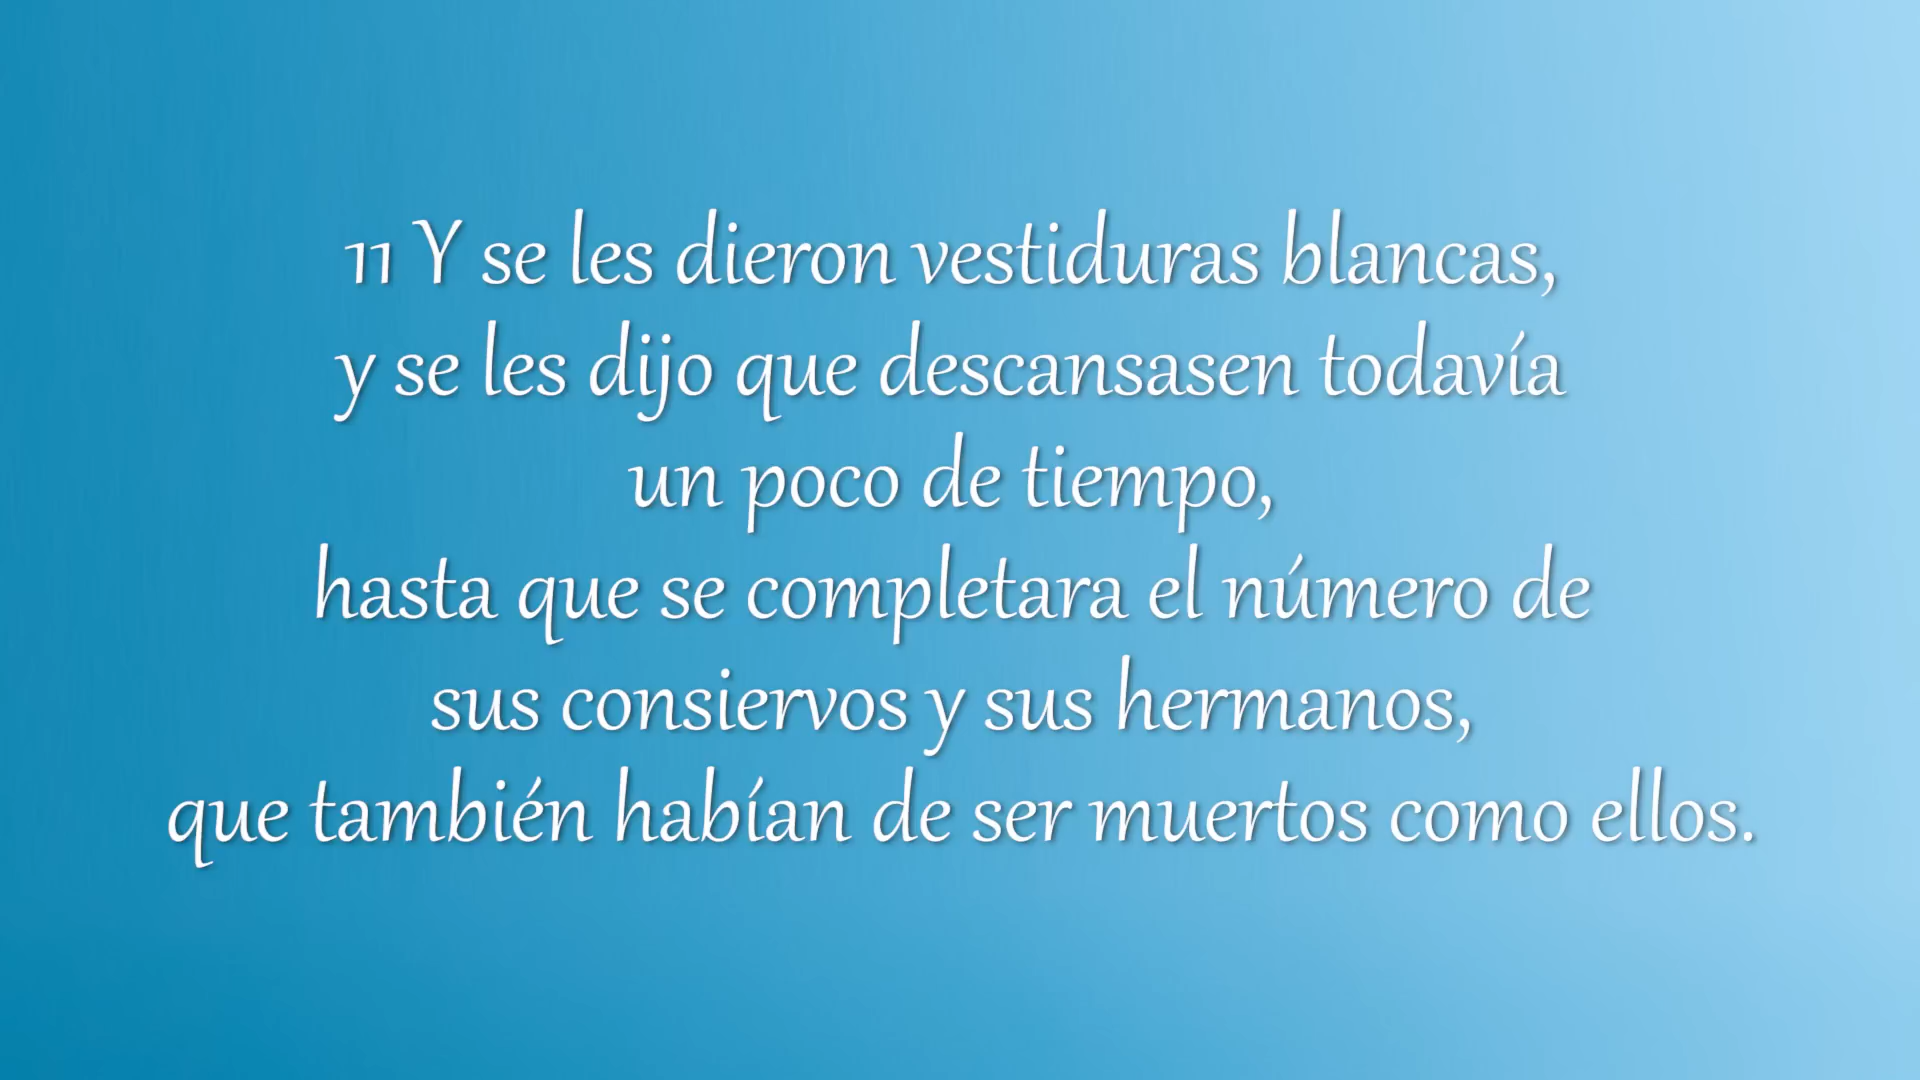 11 Y se les dieron vestiduras blancas,
y se les dijo que descansasen todavía
un poco de tiempo,
hasta que se completara el número de
sus consiervos y sus hermanos,
que también habían de ser muertos como ellos.